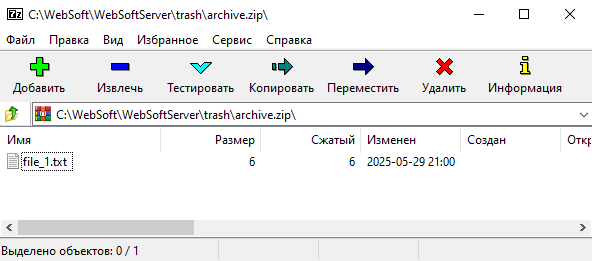 7z C:\WebSoft\WebSoftServer\trash\archive.zip\
Файл Правка Вид Избранное Сервис Справка
Добавить Извлечь Тестировать Копировать Переместить Удалить Информация
C:\WebSoft\WebSoftServer\trash\archive.zip\
Имя Размер Сжатый Изменен Создан Откр
file_1.txt 6 6 2025-05-29 21:00
Выделено объектов: 0 / 1